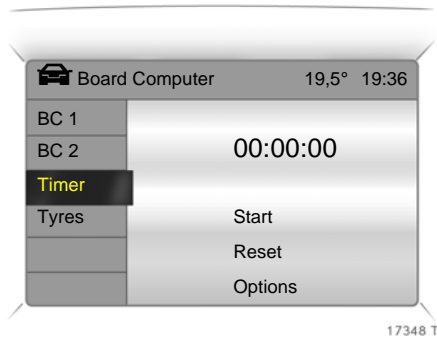 Board Computer 19,5° 19:36
BC 1
BC 2
00:00:00
Timer
Tyres
Start
Reset
Options
17348 T